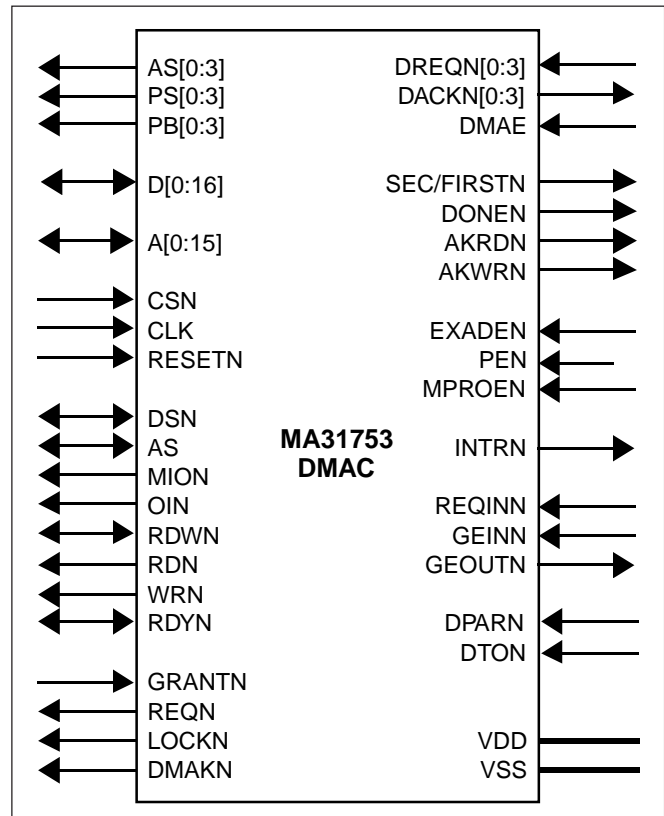 AS[0:3]
PS[0:3]
PB[0:3]
D[0:16]
A[0:15]
CSN
CLK
RESETN
DSN
AS
MION
OIN
RDWN
RDN
WRN
RDYN
GRANTN
REQN
LOCKN
DMAKN
MA31753
DMAC
DREQN[0:3]
DACKN[0:3]
DMAE
SEC/FIRSTN
DONEN
AKRDN
AKWRN
EXADEN
PEN
MPROEN
INTRN
REQINN
GEINN
GEOUTN
DPARN
DTON
VDD
VSS